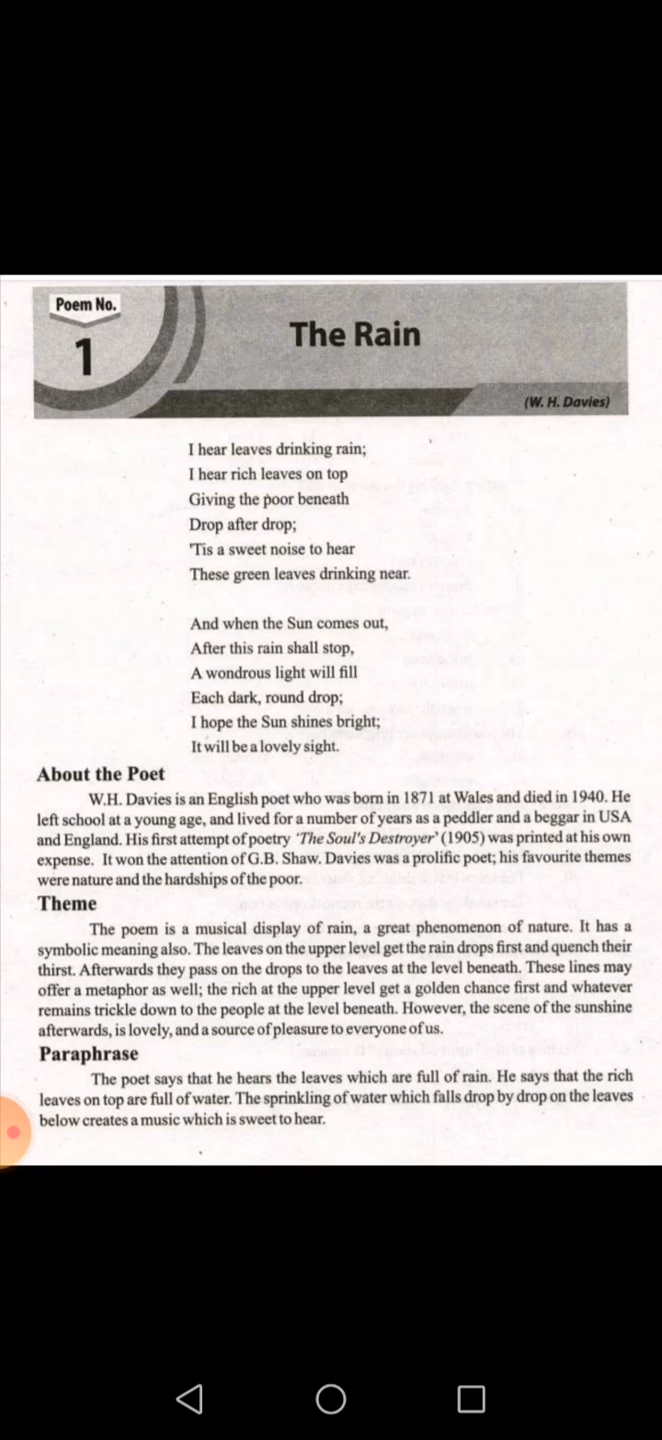 Poem No.
1
The Rain
(W. H. Davies)
I hear leaves drinking rain;
I hear rich leaves on top
Giving the poor beneath
Drop after drop;
'Tis a sweet noise to hear
These green leaves drinking near.
And when the Sun comes out,
After this rain shall stop,
A wondrous light will fill
Each dark, round drop;
I hope the Sun shines bright;
It will be a lovely sight.
About the Poet
W.H. Davies is an English poet who was born in 1871 at Wales and died in 1940. He
left school at a young age, and lived for a number of years as a peddler and a beggar in USA
and England. His first attempt of poetry 'The Soul's Destroyer' (1905) was printed at his own
expense. It won the attention of G.B. Shaw. Davies was a prolific poet; his favourite themes
were nature and the hardships of the poor.
Theme
The poem is a musical display of rain, a great phenomenon of nature. It has a
symbolic meaning also. The leaves on the upper level get the rain drops first and quench their
thirst. Afterwards they pass on the drops to the leaves at the level beneath. These lines may
offer a metaphor as well; the rich at the upper level get a golden chance first and whatever
remains trickle down to the people at the level beneath. However, the scene of the sunshine
afterwards, is lovely, and a source of pleasure to everyone of us.
Paraphrase
The poet says that he hears the leaves which are full of rain. He says that the rich
leaves on top are full of water. The sprinkling of water which falls drop by drop on the leaves
below creates a music which is sweet to hear.